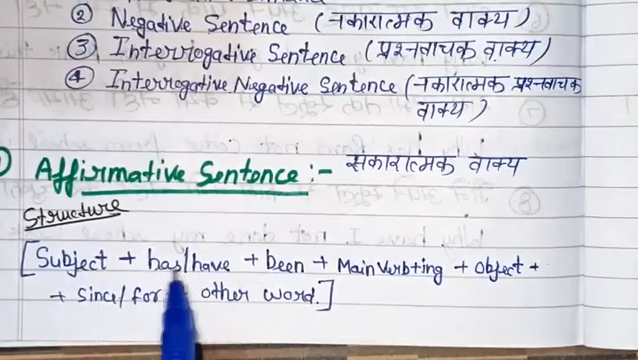 ② Negative Sentence (नकारात्मक वाक्य)
③ Interriogative Sentence (प्रश्नवाचक वाक्य)
④ Interrogative Negative Sentence (नकारात्मक प्रश्नवाचक
वाक्य)
Affirmative Sentence :- सकारात्मक वाक्य
Structure
[Subject + has/have + been + Main Verb+ing + Object +
+ Since/for other word.]